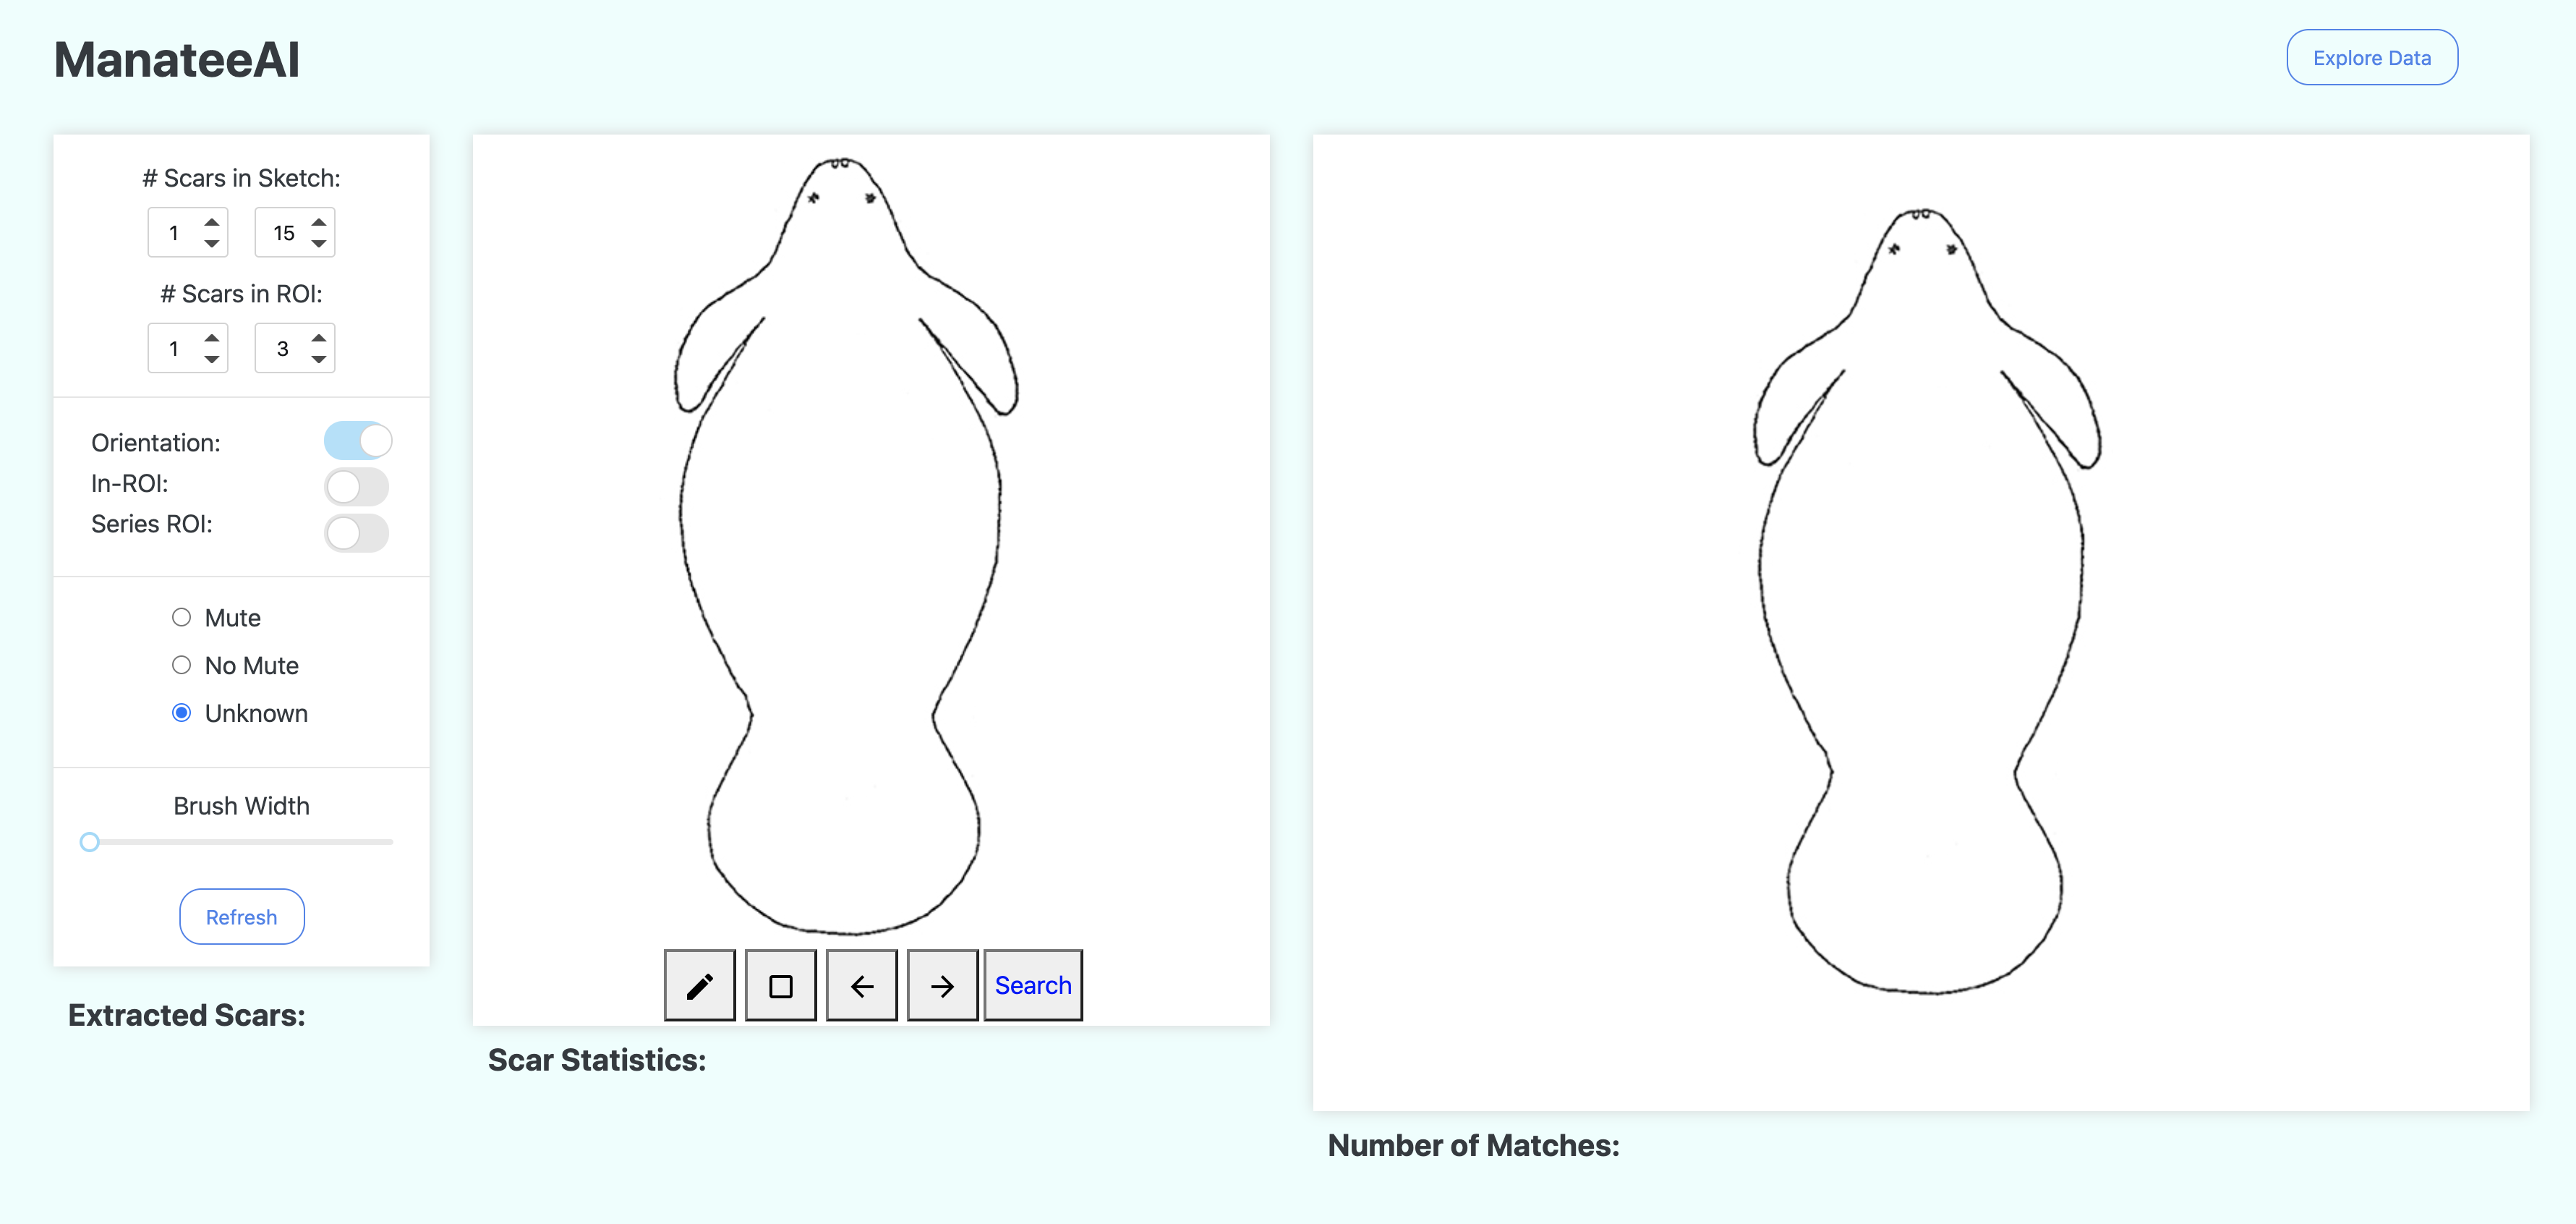 ManateeAI
Explore Data
# Scars in Sketch:
1 15
# Scars in ROI:
1 3
Orientation:
In-ROI:
Series ROI:
Mute
No Mute
Unknown
Brush Width
Refresh
Extracted Scars:
Search
Scar Statistics:
Number of Matches: